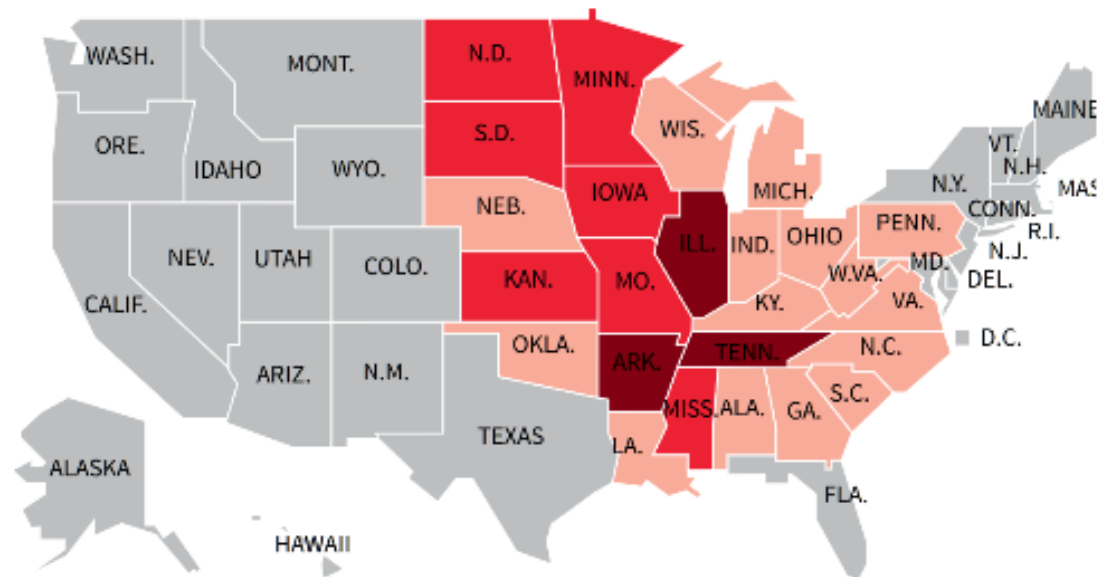 WASH.
MONT.
N.D.
MINN.
MAINE
ORE.
IDAHO
WYO.
S.D.
WIS.
VT.
N.H.
MAS
N.Y.
IOWA
MICH.
NEB.
CONN.
PENN.
R.I.
NEV.
UTAH
COLO.
ILL.
IND.
OHIO
N.J.
KAN.
MO.
W.VA.
MD.
DEL.
CALIF.
KY.
VA.
OKLA.
ARK.
TENN.
N.C.
D.C.
ARIZ.
N.M.
MISS.
ALA.
GA.
S.C.
TEXAS
LA.
ALASKA
FLA.
HAWAII